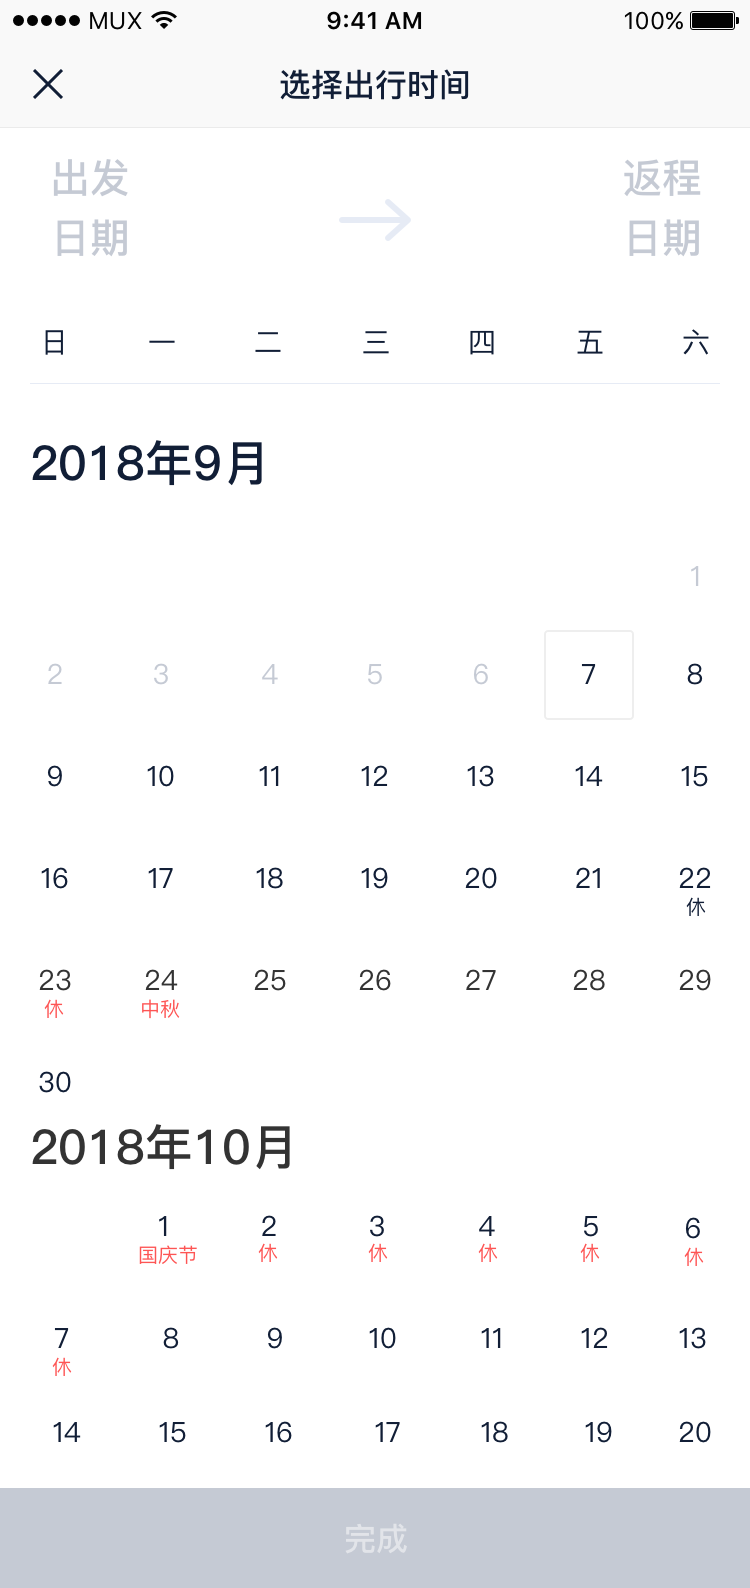 MUX 9:41 AM 100%
选择出行时间
出发 返程
日期 日期
日 一 二 三 四 五 六
2018年9月
1
2 3 4 5 6 7 8
9 10 11 12 13 14 15
16 17 18 19 20 21 22
休
23 24 25 26 27 28 29
休 中秋
30
2018年10月
1 2 3 4 5 6
国庆节 休 休 休 休 休
7 8 9 10 11 12 13
休
14 15 16 17 18 19 20
完成